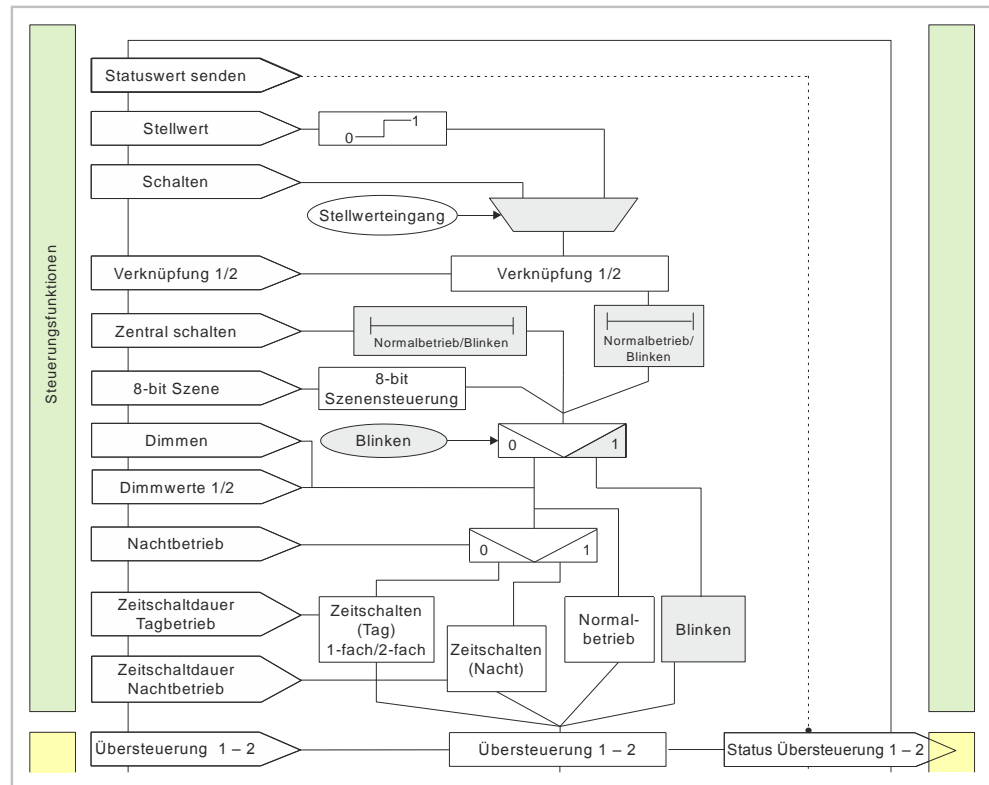 Statuswert senden
Stellwert
0
1
Schalten
Stellwerteingang
Steuerungsfunktionen
Verknüpfung 1/2
Verknüpfung 1/2
Zentral schalten
Normalbetrieb/Blinken
Normalbetrieb/
Blinken
8-bit Szene
8-bit
Szenensteuerung
Dimmen
Blinken
0
1
Dimmwerte 1/2
Nachtbetrieb
0
1
Zeitschaltdauer
Tagbetrieb
Zeitschalten
(Tag)
1-fach/2-fach
Normal-
betrieb
Blinken
Zeitschalten
(Nacht)
Zeitschaltdauer
Nachtbetrieb
Übersteuerung 1 – 2
Übersteuerung 1 – 2
Status Übersteuerung 1 – 2